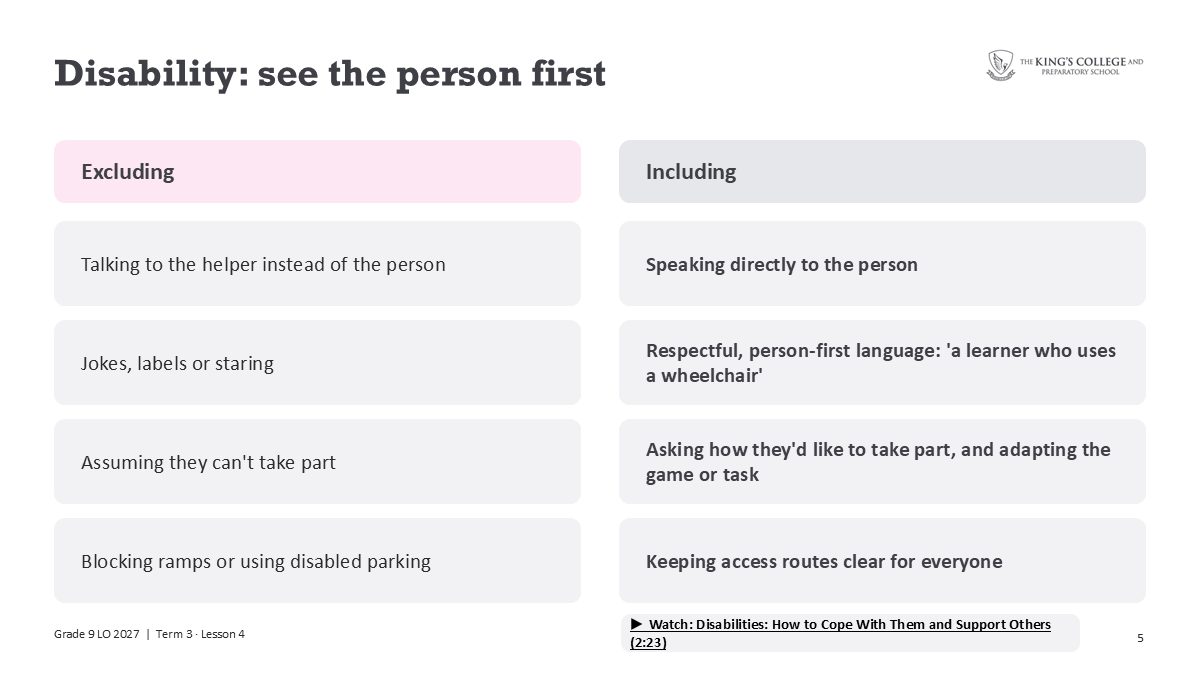 Disability: see the person first
THE KING'S COLLEGE AND
PREPARATORY SCHOOL
Excluding
Including
Talking to the helper instead of the person
Speaking directly to the person
Jokes, labels or staring
Respectful, person-first language: 'a learner who uses
a wheelchair'
Assuming they can't take part
Asking how they'd like to take part, and adapting the
game or task
Blocking ramps or using disabled parking
Keeping access routes clear for everyone
Grade 9 LO 2027 | Term 3 · Lesson 4
▶ Watch: Disabilities: How to Cope With Them and Support Others
(2:23)
5